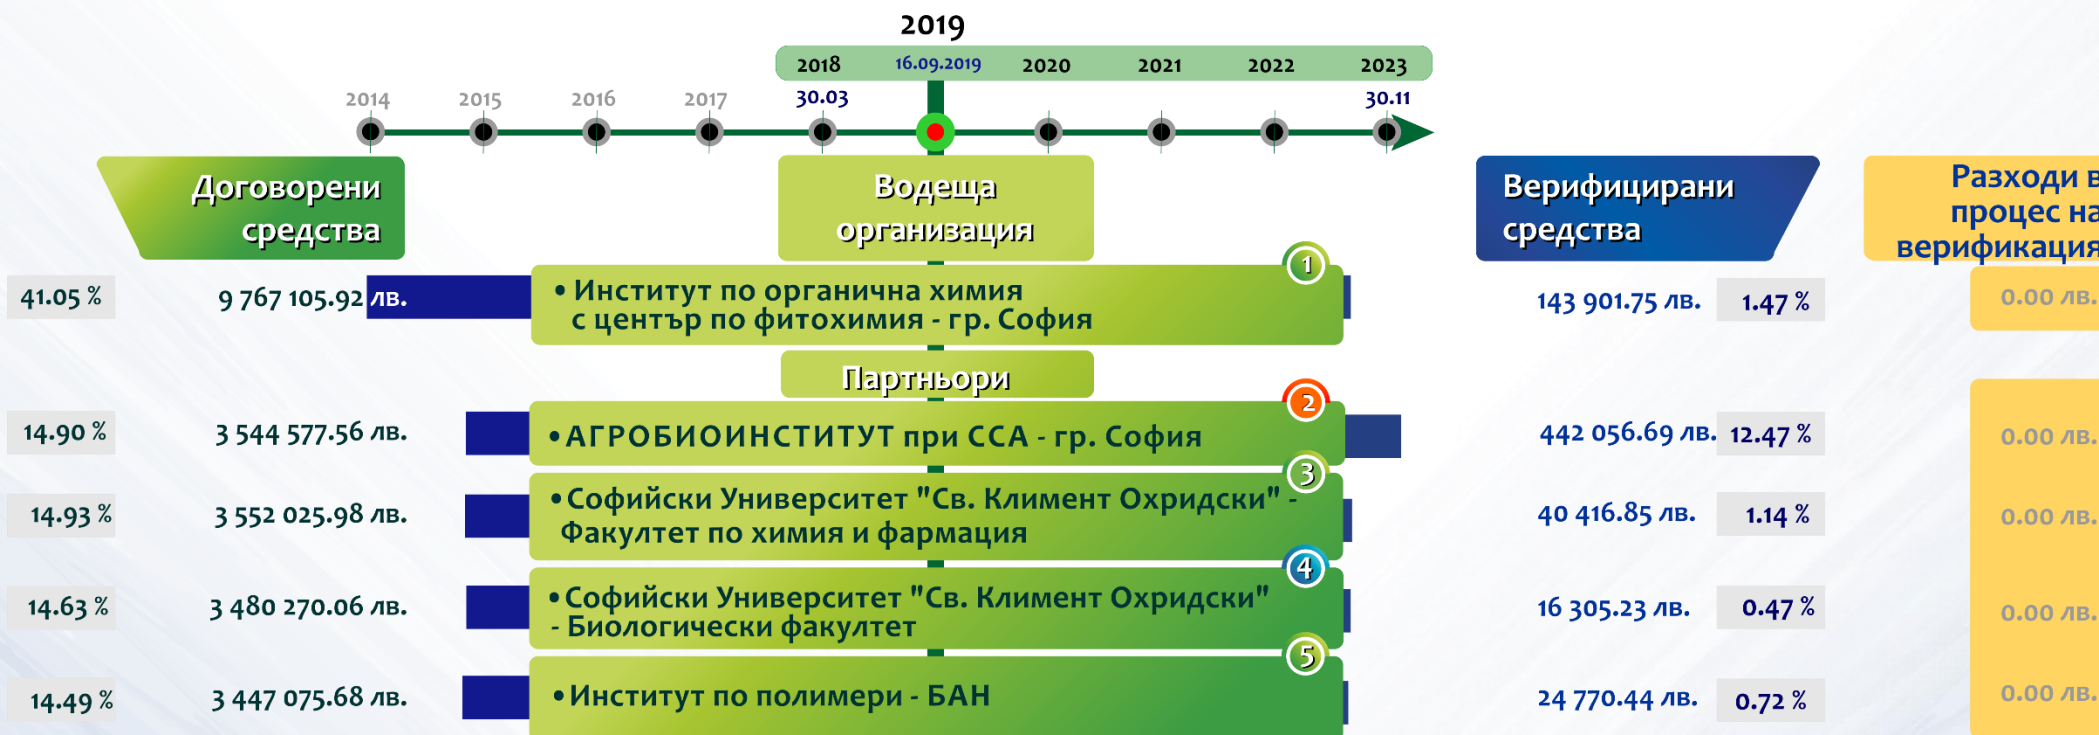 2019
2018 16.09.2019 2020 2021 2022 2023
2014 2015 2016 2017 30.03 30.11
Договорени
средства
Водеща
организация
Верифицирани
средства
Разходи в
процес на
верификация
1
41.05 % 9 767 105.92 лв. • Институт по органична химия
с център по фитохимия - гр. София 143 901.75 лв. 1.47 % 0.00 лв.
Партньори
2
14.90 % 3 544 577.56 лв. • АГРОБИОИНСТИТУТ при ССА - гр. София 442 056.69 лв. 12.47 % 0.00 лв.
3
14.93 % 3 552 025.98 лв. • Софийски Университет "Св. Климент Охридски" -
Факултет по химия и фармация 40 416.85 лв. 1.14 % 0.00 лв.
4
14.63 % 3 480 270.06 лв. • Софийски Университет "Св. Климент Охридски"
- Биологически факултет 16 305.23 лв. 0.47 % 0.00 лв.
5
14.49 % 3 447 075.68 лв. • Институт по полимери - БАН 24 770.44 лв. 0.72 % 0.00 лв.